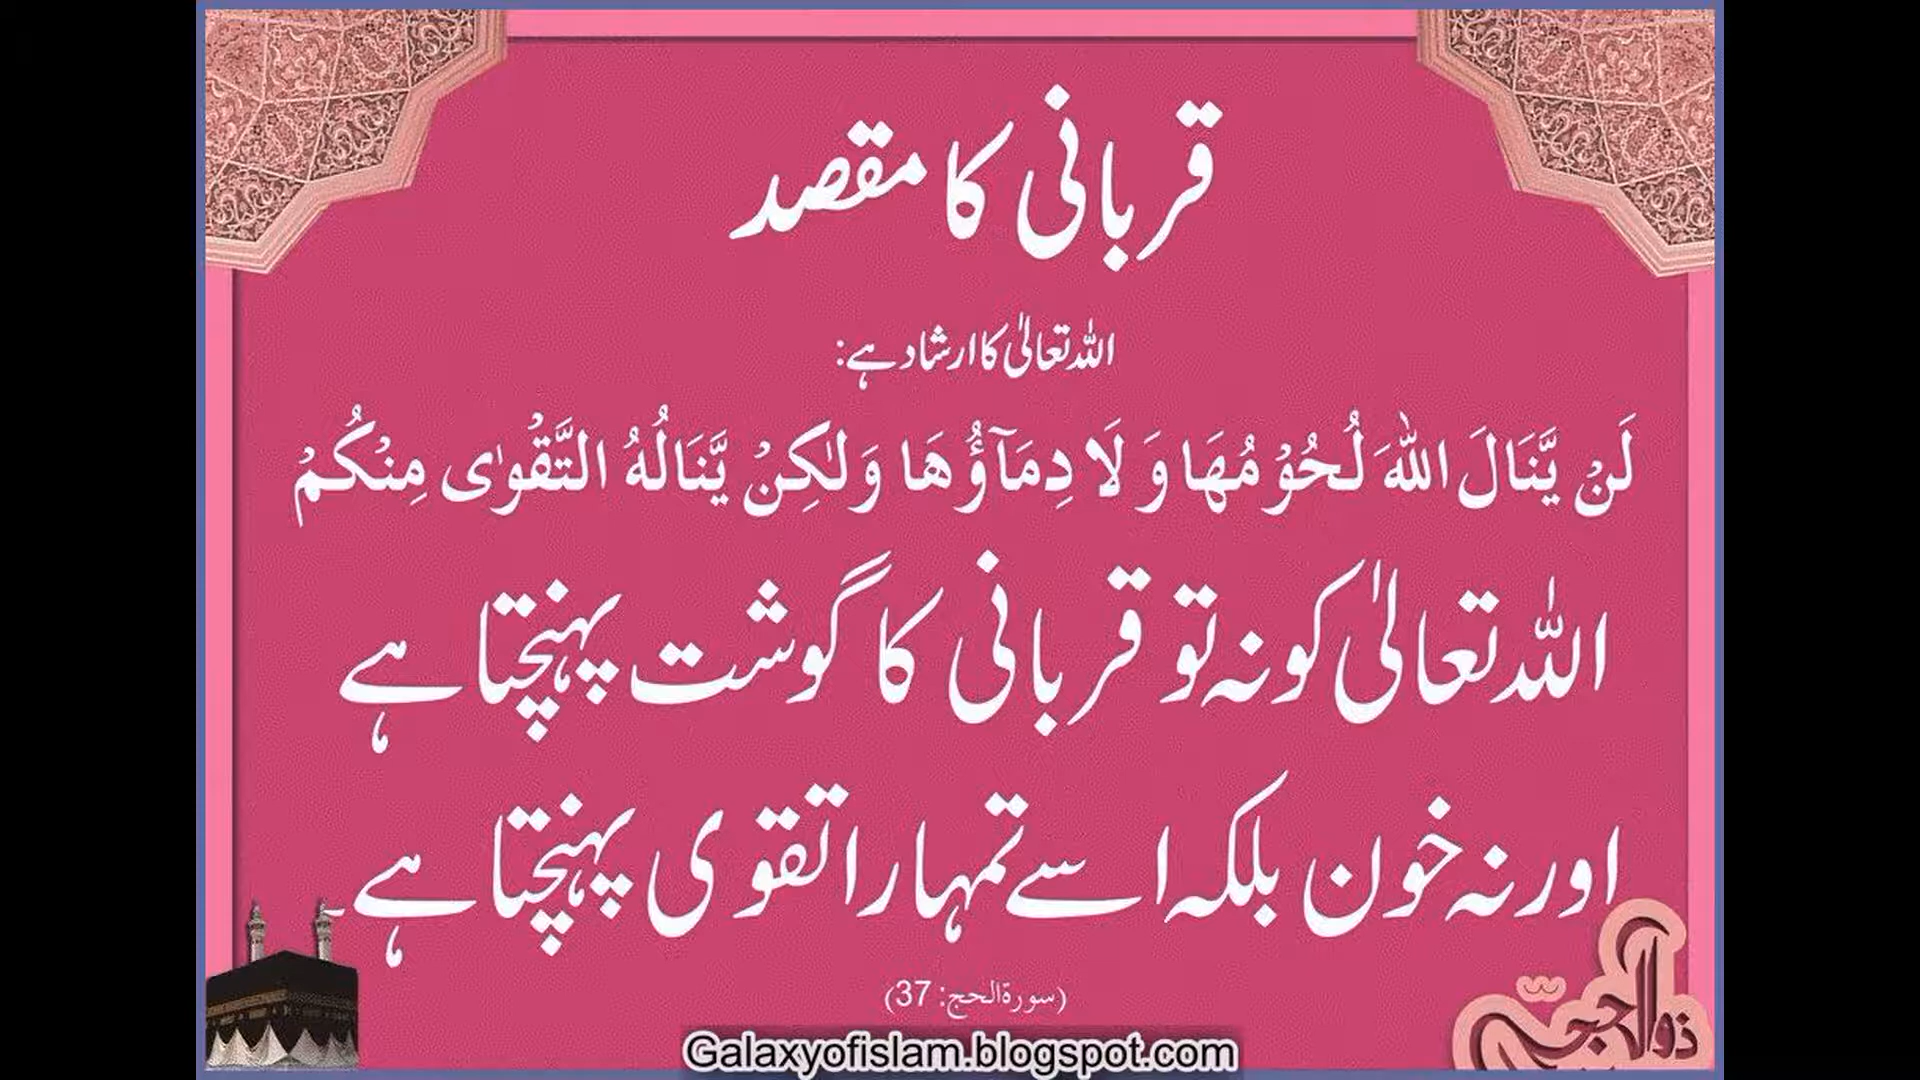 قربانی کا مقصد
اللہ تعالیٰ کا ارشاد ہے:
لَنْ يَّنَالَ اللهَ لُحُوْمُهَا وَ لَا دِمَآؤُهَا وَلٰكِنْ يَّنَالُهُ التَّقْوٰى مِنْكُمْ
اللہ تعالیٰ کو نہ تو قربانی کا گوشت پہنچتا ہے
اور نہ خون بلکہ اسے تمہارا تقوی پہنچتا ہے۔
(سورۃ الحج: 37)
ذوالحجۃ
Galaxyofislam.blogspot.com